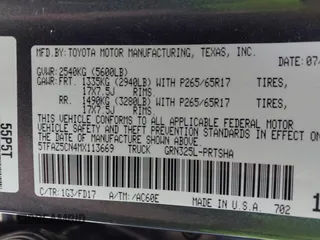 MFD.BY:TOYOTA MOTOR MANUFACTURING, TEXAS, INC.
07/
GVWR:2540KG (5600LB)
GAWR:FRT. 1335KG (2940LB)WITH P265/65R17 TIRES,
17X7.5J RIMS
RR. 1490KG (3280LB)WITH P265/65R17 TIRES,
17X7.5J RIMS
THIS VEHICLE CONFORMS TO ALL APPLICABLE FEDERAL MOTOR
VEHICLE SAFETY AND THEFT PREVENTION STANDARDS IN EFFECT ON
THE DATE OF MANUFACTURE SHOWN ABOVE.
5TFAZ5CN4MX113669 TRUCK GRN325L-PRTSHA
C/TR:1G3/FD17 A/TM:/AC60E MADE IN U.S.A. 702
55P5T